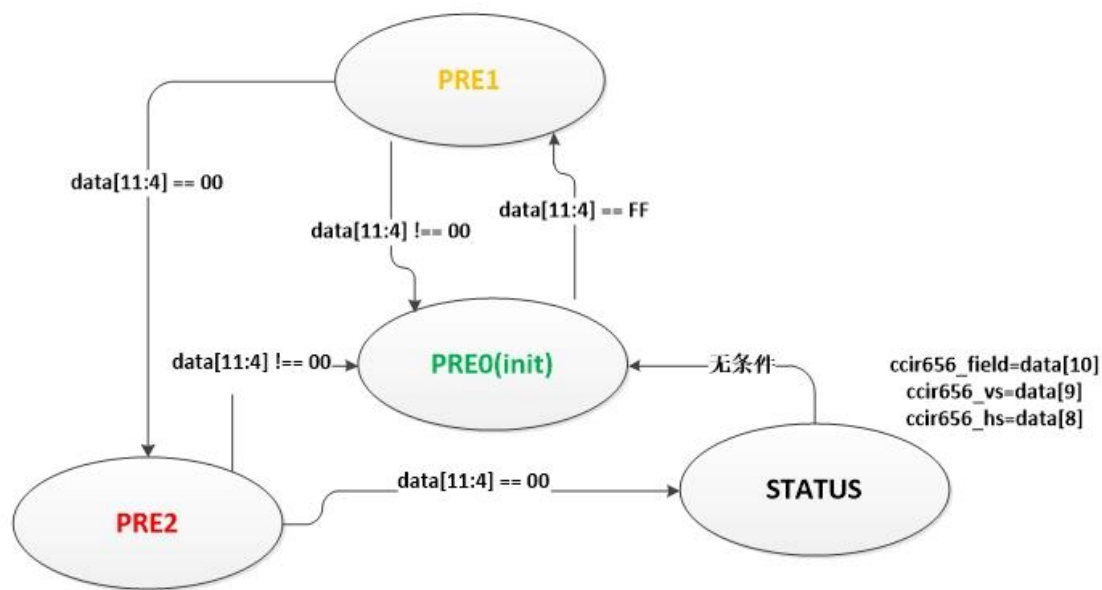 PRE1
data[11:4] == 00
data[11:4] == FF
data[11:4] !== 00
data[11:4] !== 00
PRE0(init)
无条件
ccir656_field=data[10]
ccir656_vs=data[9]
ccir656_hs=data[8]
data[11:4] == 00
STATUS
PRE2